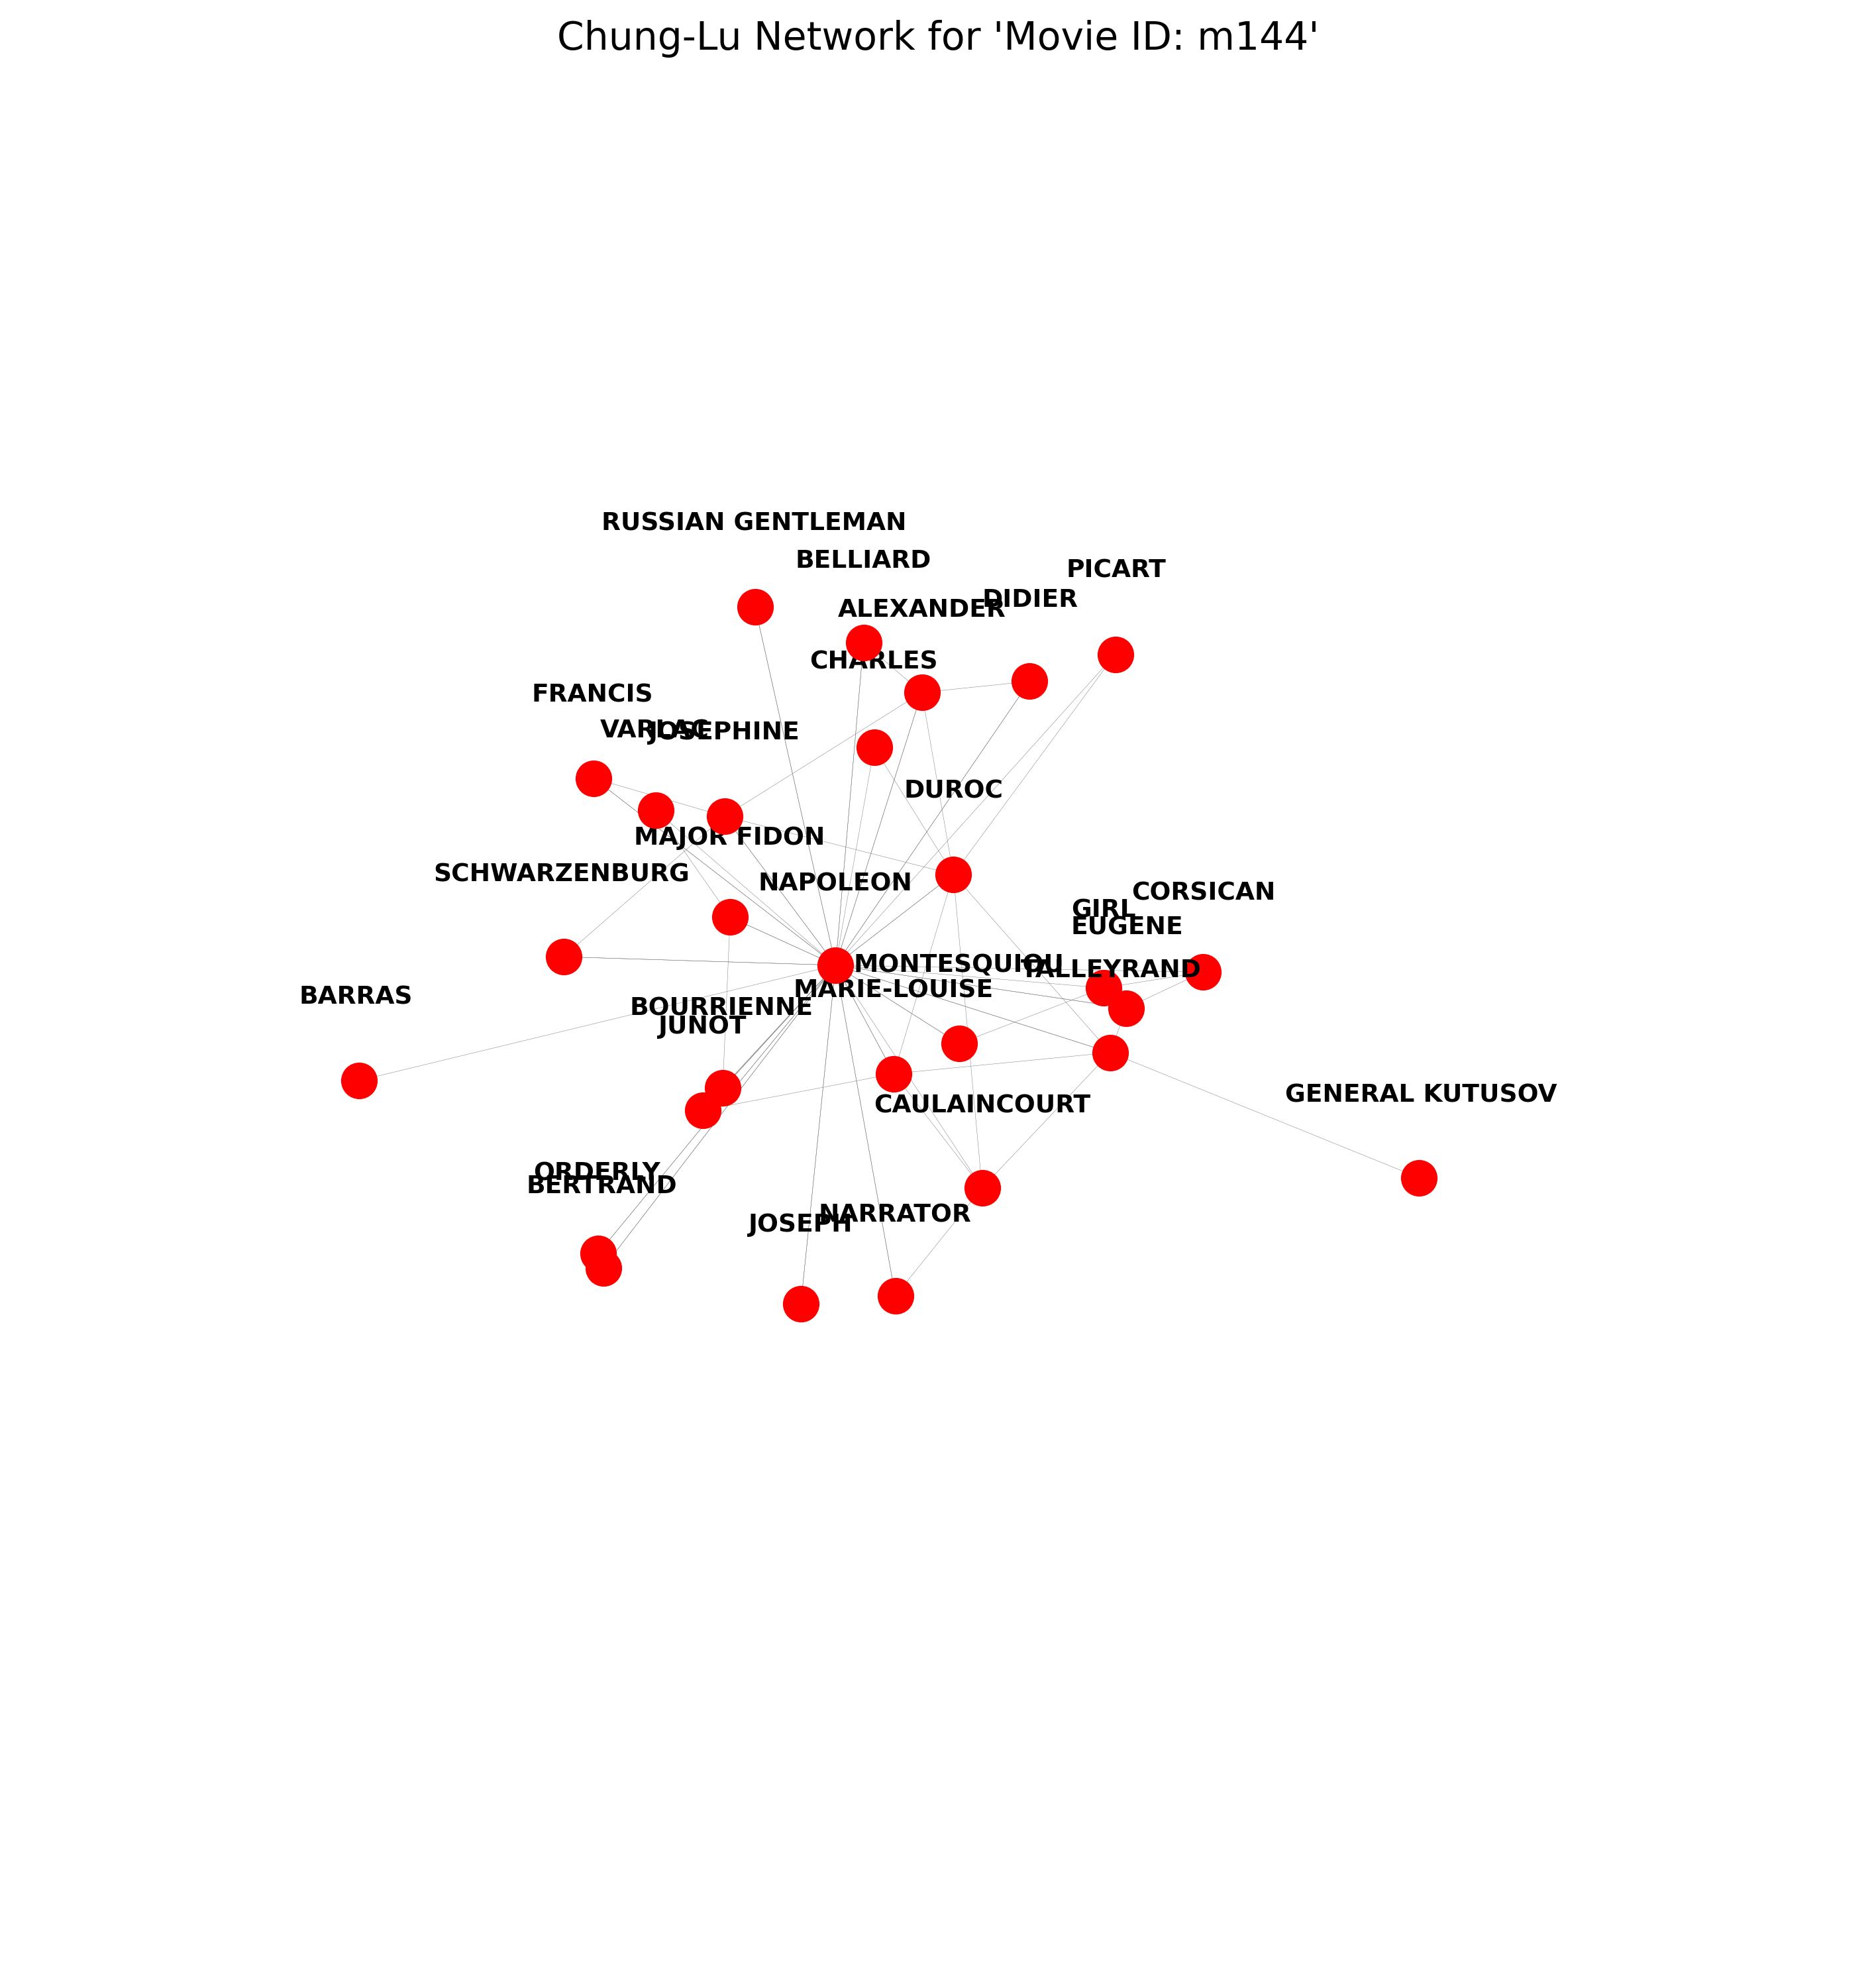 Chung-Lu Network for 'Movie ID: m144'
RUSSIAN GENTLEMAN
BELLIARD
PICART
DIDIER
ALEXANDER
CHARLES
FRANCIS
VARLAC
JOSEPHINE
DUROC
MAJOR FIDON
SCHWARZENBURG
NAPOLEON
CORSICAN
GIRL
EUGENE
MONTESQUIOU
TALLEYRAND
MARIE-LOUISE
BARRAS
BOURRIENNE
JUNOT
GENERAL KUTUSOV
CAULAINCOURT
ORDERLY
BERTRAND
NARRATOR
JOSEPH